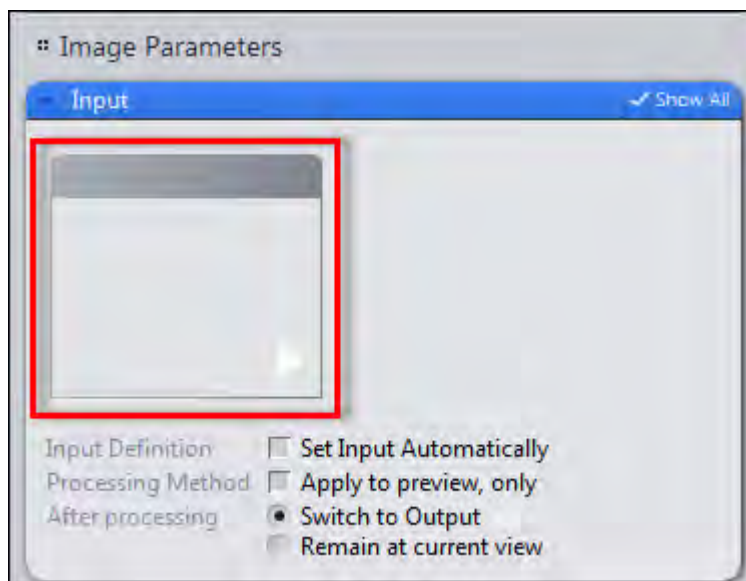 Image Parameters
Input Show All
Input Definition Set Input Automatically
Processing Method Apply to preview, only
After processing Switch to Output
Remain at current view